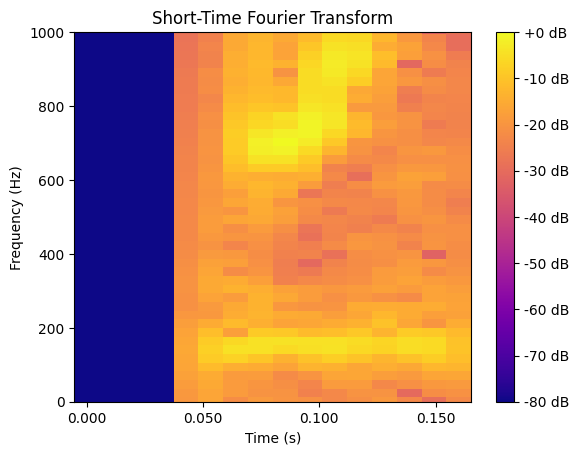 Short-Time Fourier Transform
1000
800
600
400
200
0
Frequency (Hz)
0.000
0.050
0.100
0.150
Time (s)
+0 dB
-10 dB
-20 dB
-30 dB
-40 dB
-50 dB
-60 dB
-70 dB
-80 dB